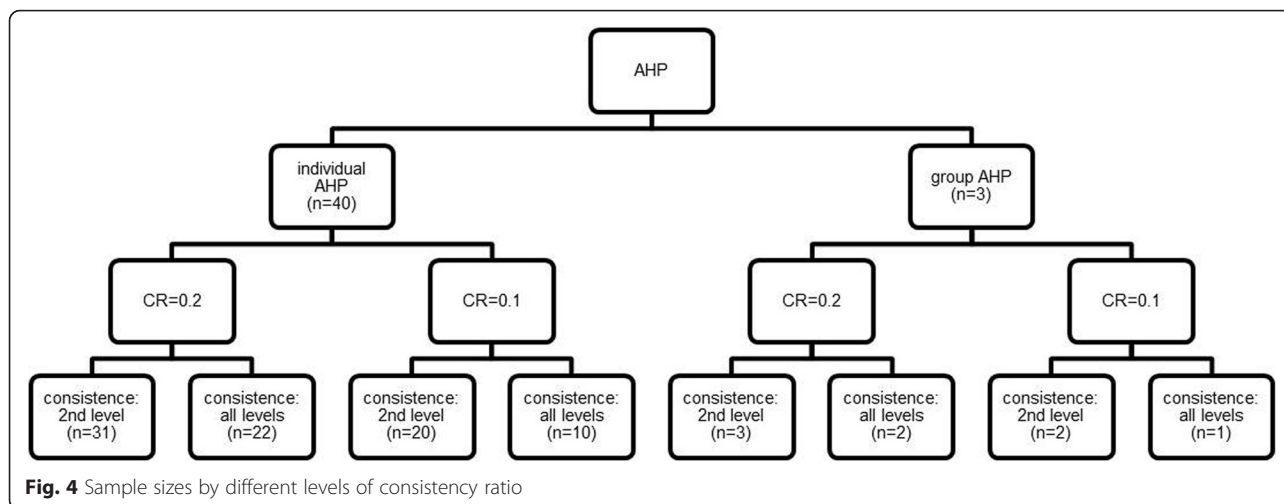 AHP
individual
AHP
(n=40)
group AHP
(n=3)
CR=0.2
CR=0.1
CR=0.2
CR=0.1
consistence:
2nd level
(n=31)
consistence:
all levels
(n=22)
consistence:
2nd level
(n=20)
consistence:
all levels
(n=10)
consistence:
2nd level
(n=3)
consistence:
all levels
(n=2)
consistence:
2nd level
(n=2)
consistence:
all levels
(n=1)
Fig. 4 Sample sizes by different levels of consistency ratio